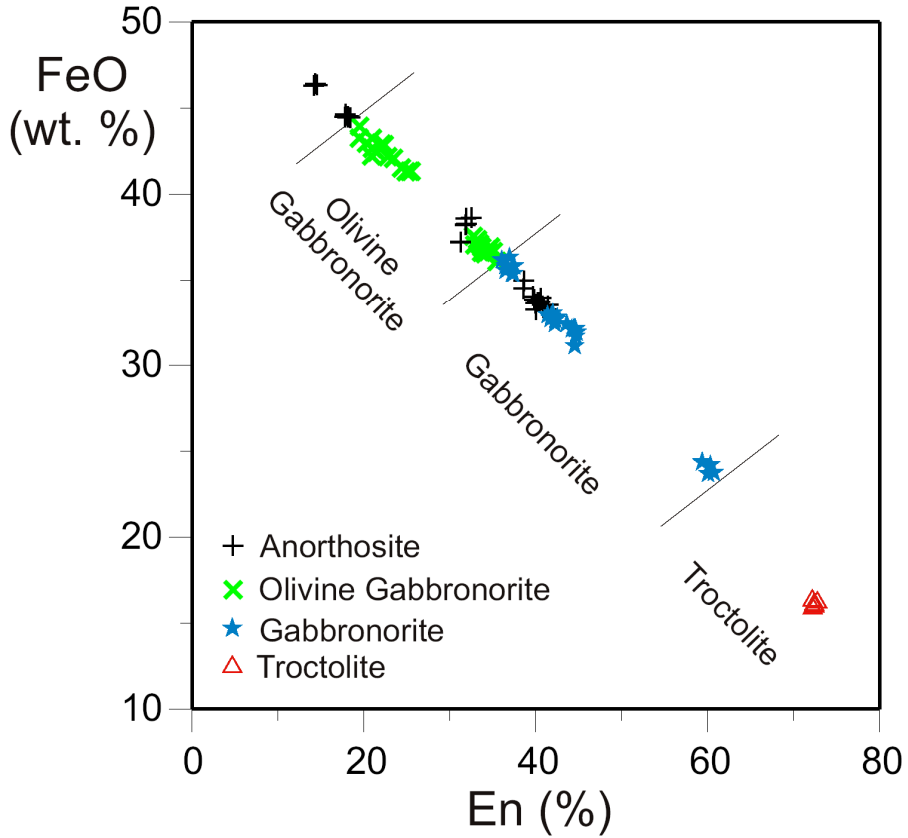 50
FeO
(wt. %)
40
30
20
10
Olivine
Gabbronorite
Gabbronorite
Troctolite
Anorthosite
Olivine Gabbronorite
Gabbronorite
Troctolite
0 20 40 60 80
En (%)